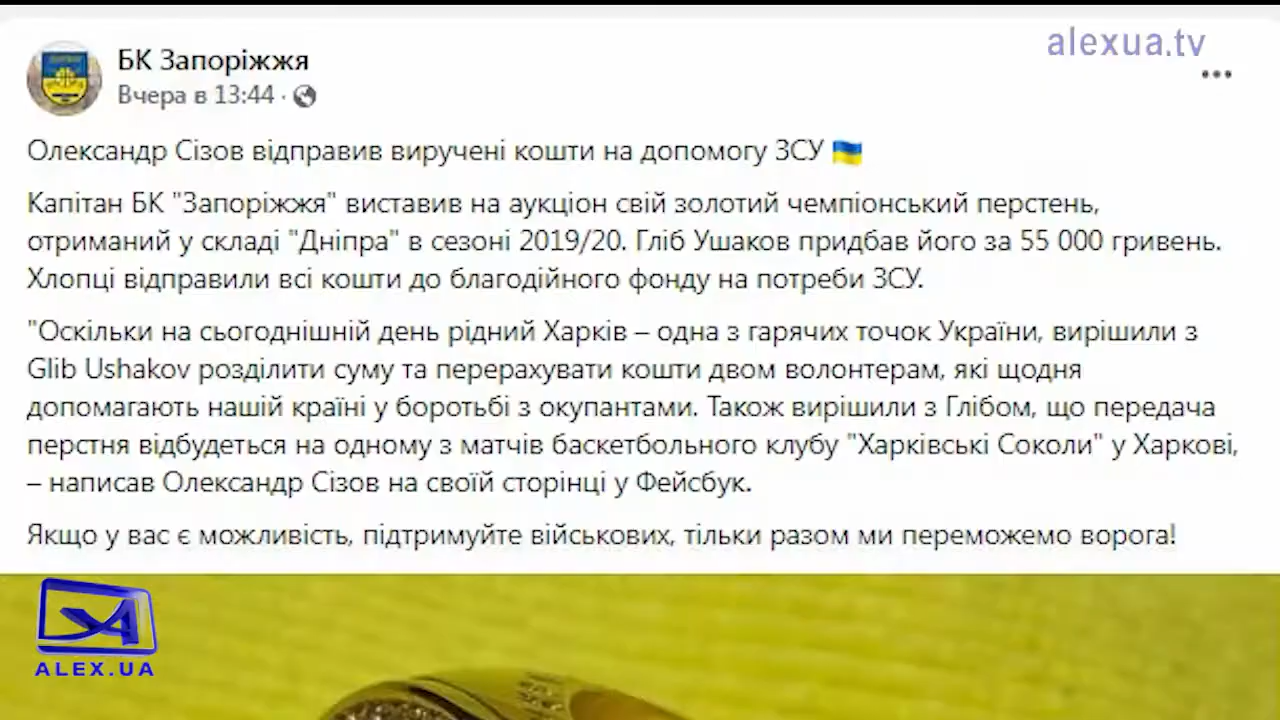 alexua.tv
БК Запоріжжя
Вчера в 13:44 ·
Олександр Сізов відправив виручені кошти на допомогу ЗСУ 🇺🇦
Капітан БК "Запоріжжя" виставив на аукціон свій золотий чемпіонський перстень,
отриманий у складі "Дніпра" в сезоні 2019/20. Гліб Ушаков придбав його за 55 000 гривень.
Хлопці відправили всі кошти до благодійного фонду на потреби ЗСУ.
"Оскільки на сьогоднішній день рідний Харків – одна з гарячих точок України, вирішили з
Glib Ushakov розділити суму та перерахувати кошти двом волонтерам, які щодня
допомагають нашій країні у боротьбі з окупантами. Також вирішили з Глібом, що передача
перстня відбудеться на одному з матчів баскетбольного клубу "Харківські Соколи" у Харкові,
– написав Олександр Сізов на своїй сторінці у Фейсбук.
Якщо у вас є можливість, підтримуйте військових, тільки разом ми переможемо ворога!
ALEX.UA